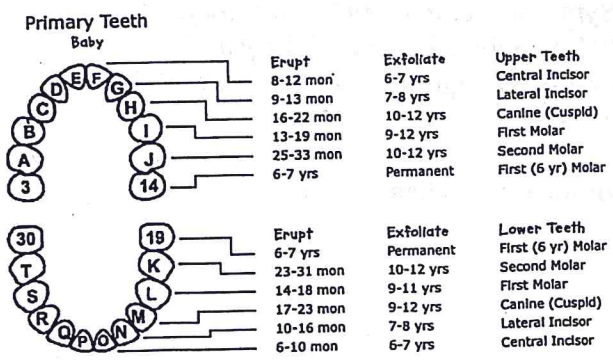 Primary Teeth
Baby
Erupt Exfoliate Upper Teeth
8-12 mon 6-7 yrs Central Incisor
9-13 mon 7-8 yrs Lateral Incisor
16-22 mon 10-12 yrs Canine (Cuspid)
13-19 mon 9-12 yrs First Molar
25-33 mon 10-12 yrs Second Molar
6-7 yrs Permanent First (6 yr) Molar
E F
D G
C H
B I
A J
3 14
30 19
T K
S L
R M
Q P O N
Erupt Exfoliate Lower Teeth
6-7 yrs Permanent First (6 yr) Molar
23-31 mon 10-12 yrs Second Molar
14-18 mon 9-11 yrs First Molar
17-23 mon 9-12 yrs Canine (Cuspid)
10-16 mon 7-8 yrs Lateral Incisor
6-10 mon 6-7 yrs Central Incisor